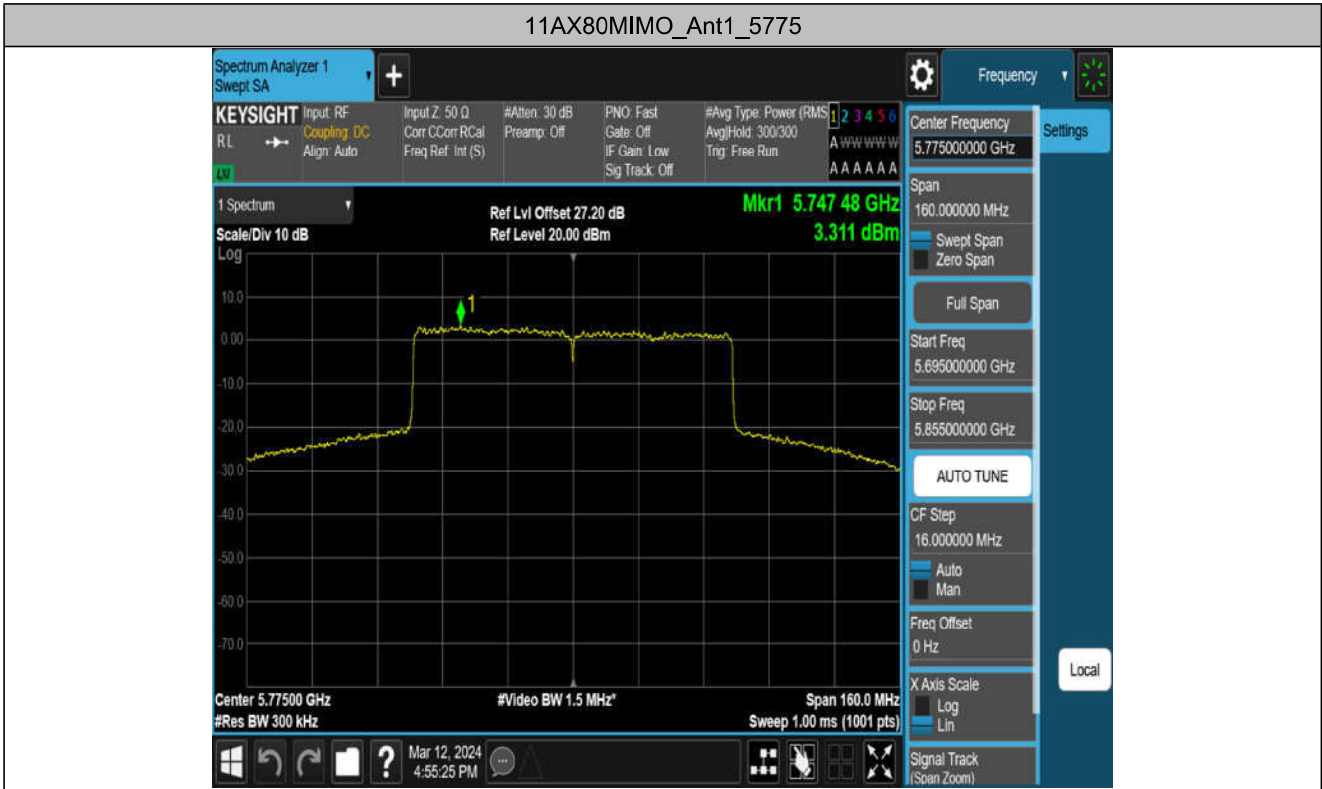 11AX80MIMO_Ant1_5775
Spectrum Analyzer 1
Swept SA
+
Frequency
KEYSIGHT
RL
LXI
Input: RF
Coupling: DC
Align: Auto
Input Z: 50 Ω
Corr CCorr RCal
Freq Ref: Int (S)
#Atten: 30 dB
Preamp: Off
PNO: Fast
Gate: Off
IF Gain: Low
Sig Track: Off
#Avg Type: Power (RMS
Avg|Hold: 300/300
Trig: Free Run
1 2 3 4 5 6
A W W W W W
A A A A A A
1 Spectrum
Scale/Div 10 dB
Log
Ref Lvl Offset 27.20 dB
Ref Level 20.00 dBm
Mkr1 5.747 48 GHz
3.311 dBm
1
10.0
0.00
-10.0
-20.0
-30.0
-40.0
-50.0
-60.0
-70.0
Center 5.77500 GHz
#Res BW 300 kHz
#Video BW 1.5 MHz*
Span 160.0 MHz
Sweep 1.00 ms (1001 pts)
Center Frequency
5.775000000 GHz
Settings
Span
160.000000 MHz
Swept Span
Zero Span
Full Span
Start Freq
5.695000000 GHz
Stop Freq
5.855000000 GHz
AUTO TUNE
CF Step
16.000000 MHz
Auto
Man
Freq Offset
0 Hz
X Axis Scale
Log
Lin
Local
Signal Track
(Span Zoom)
?
Mar 12, 2024
4:55:25 PM